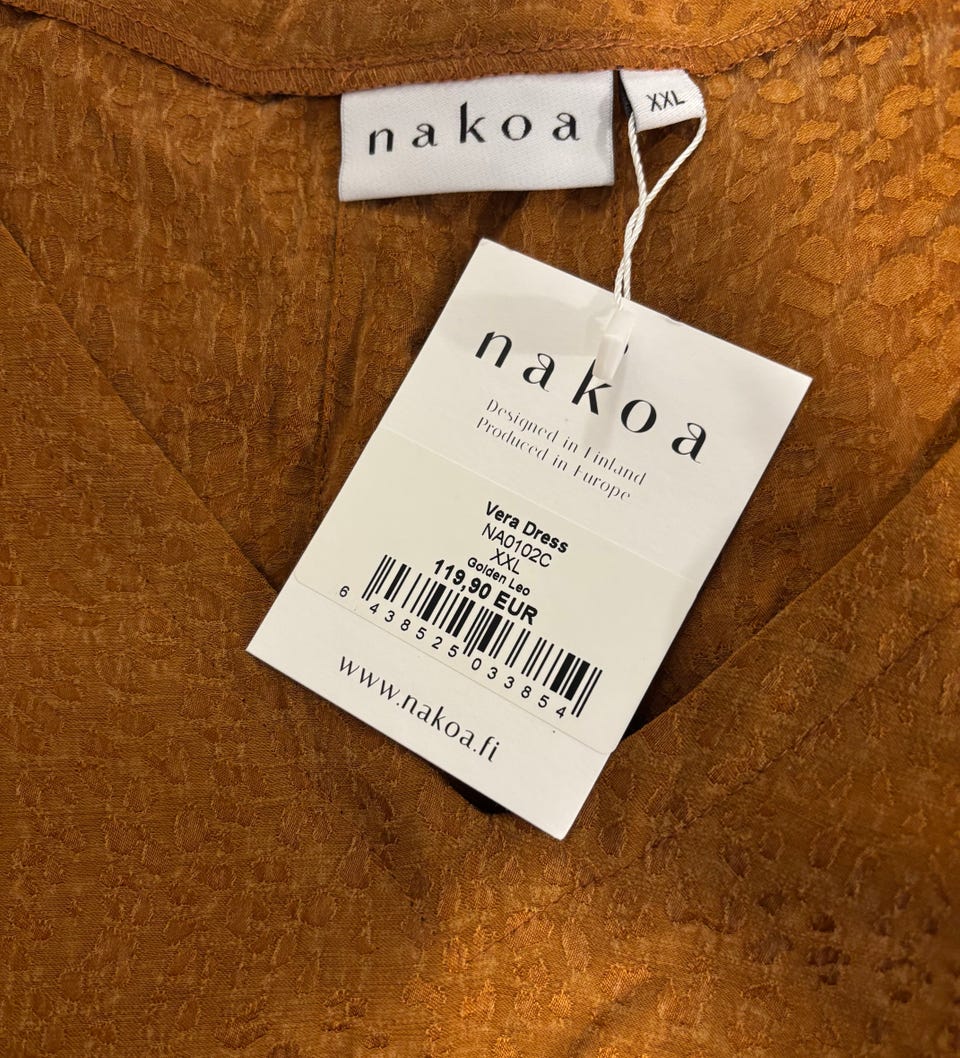 nakoa
XXL
nakoa
Designed in Finland
Produced in Europe
Vera Dress
NA0102C
XXL
Golden Leo
119,90 EUR
6 438525 033854
www.nakoa.fi